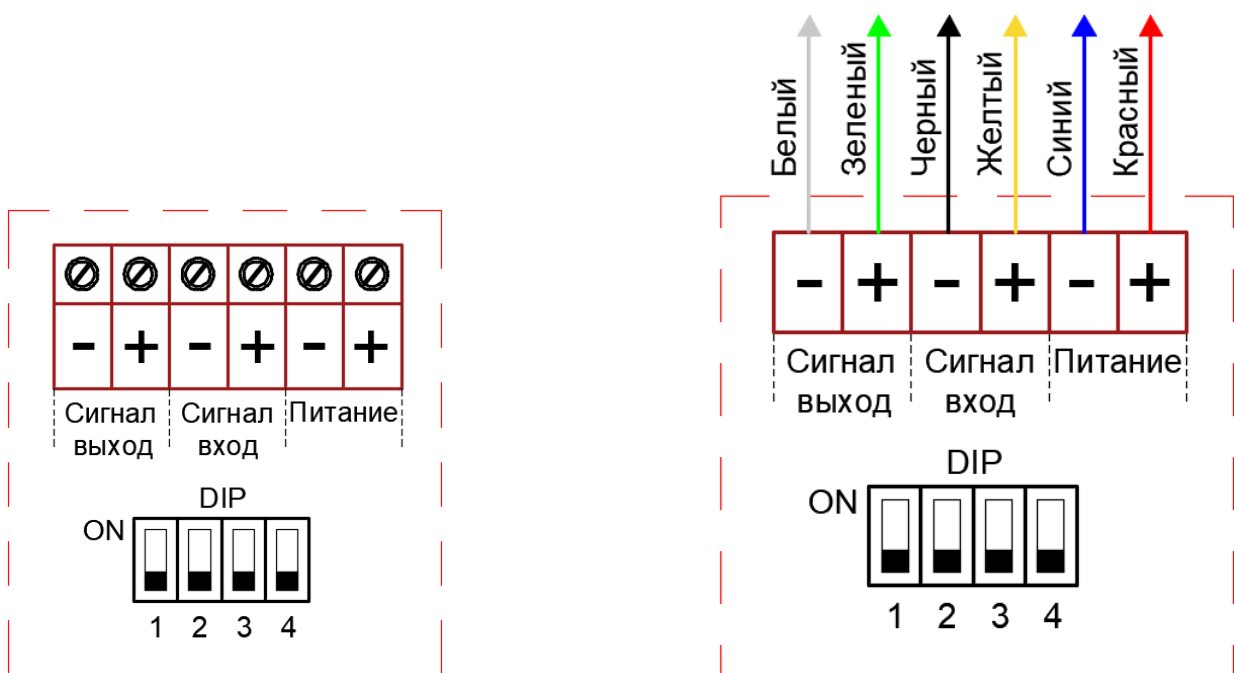 Белый
Зеленый
Черный
Желтый
Синий
Красный
- + - + - +
Сигнал выход
Сигнал вход
Питание
DIP
ON
1 2 3 4
- + - + - +
Сигнал
выход
Сигнал
вход
Питание
DIP
ON
1 2 3 4